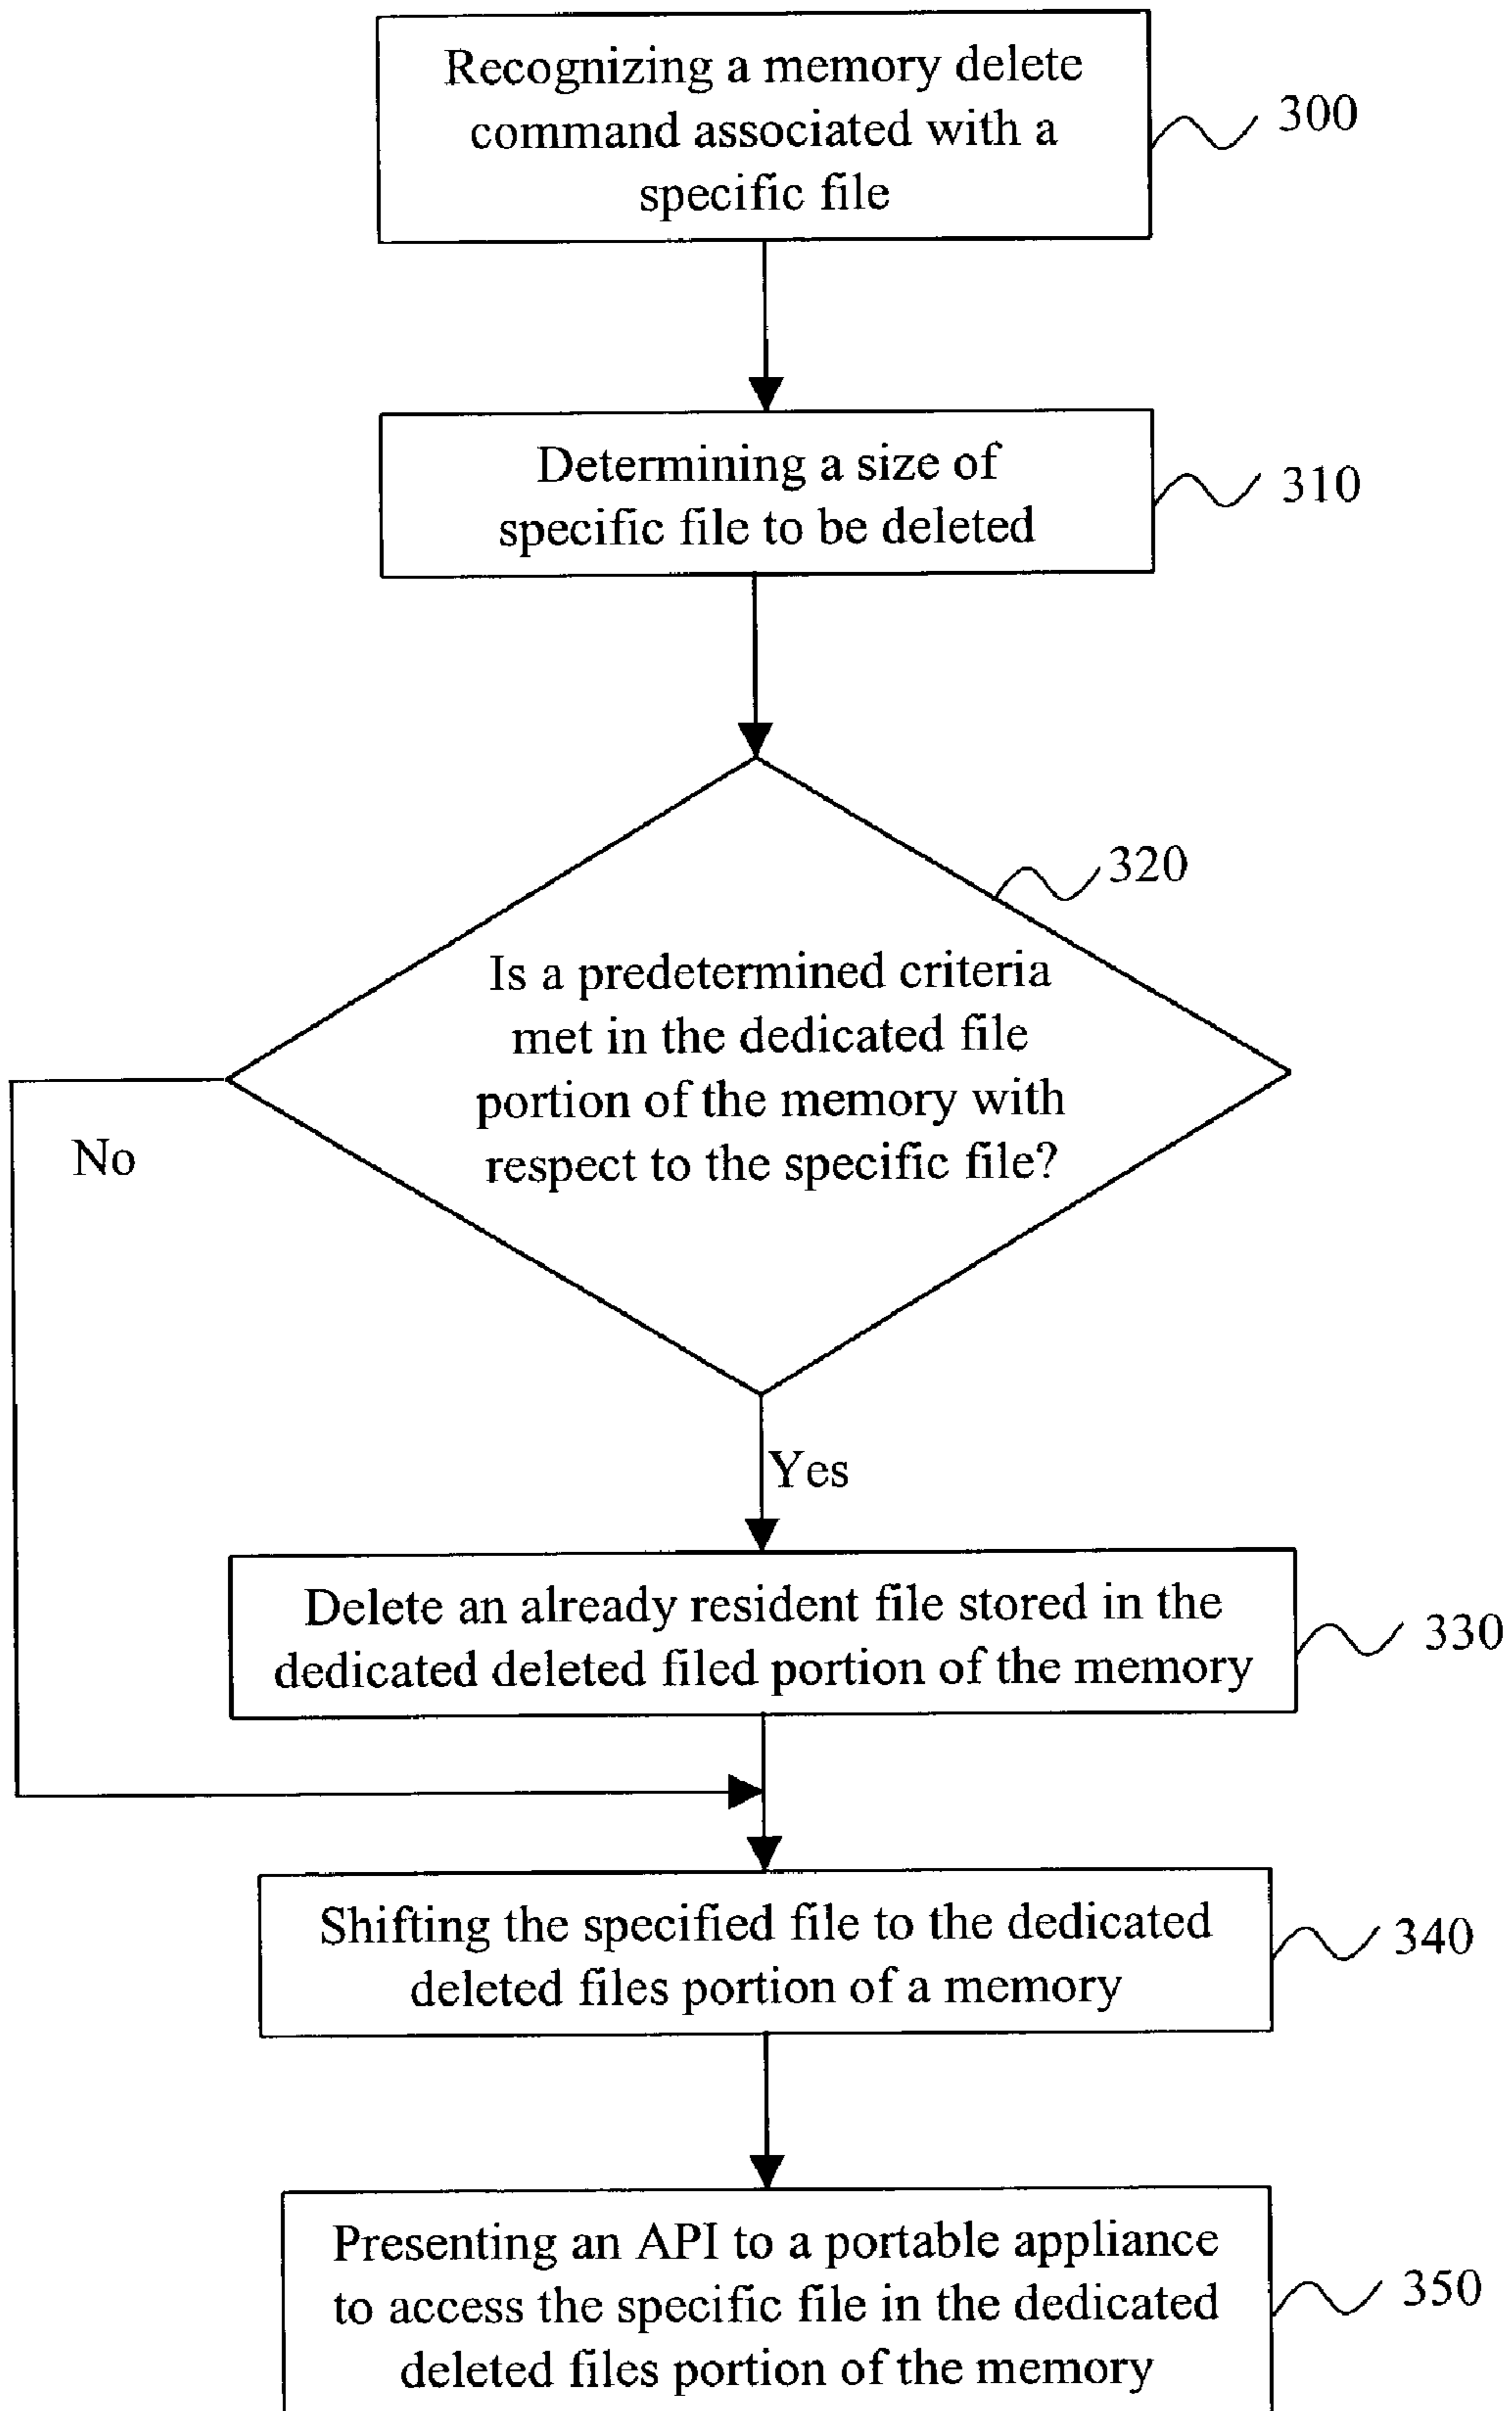 Recognizing a memory delete
command associated with a
specific file
300
Determining a size of
specific file to be deleted
310
320
Is a predetermined criteria
met in the dedicated file
portion of the memory with
respect to the specific file?
No
Yes
Delete an already resident file stored in the
dedicated deleted filed portion of the memory
330
Shifting the specified file to the dedicated
deleted files portion of a memory
340
Presenting an API to a portable appliance
to access the specific file in the dedicated
deleted files portion of the memory
350